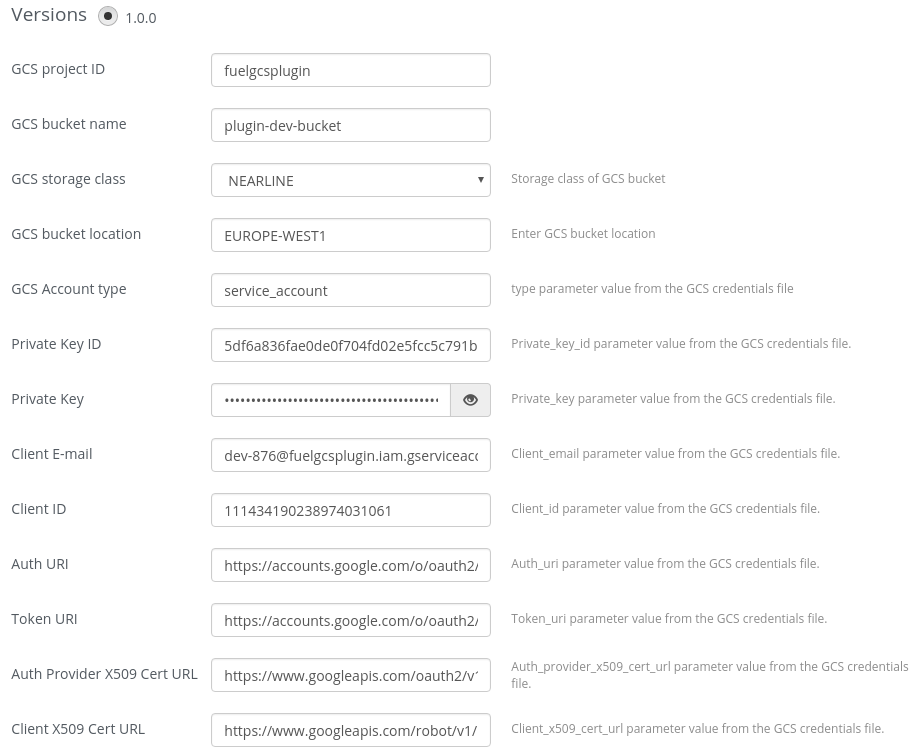 Versions 1.0.0
GCS project ID fuelgcsplugin
GCS bucket name plugin-dev-bucket
GCS storage class NEARLINE Storage class of GCS bucket
GCS bucket location EUROPE-WEST1 Enter GCS bucket location
GCS Account type service_account type parameter value from the GCS credentials file
Private Key ID 5df6a836fae0de0f704fd02e5fcc5c791b Private_key_id parameter value from the GCS credentials file.
Private Key •••••••••••••••••••••••••••••••••••••••• Private_key parameter value from the GCS credentials file.
Client E-mail dev-876@fuelgcsplugin.iam.gserviceacc Client_email parameter value from the GCS credentials file.
Client ID 111434190238974031061 Client_id parameter value from the GCS credentials file.
Auth URI https://accounts.google.com/o/oauth2/ Auth_uri parameter value from the GCS credentials file.
Token URI https://accounts.google.com/o/oauth2/ Token_uri parameter value from the GCS credentials file.
Auth Provider X509 Cert URL https://www.googleapis.com/oauth2/v1 Auth_provider_x509_cert_url parameter value from the GCS credentials
file.
Client X509 Cert URL https://www.googleapis.com/robot/v1/ Client_x509_cert_url parameter value from the GCS credentials file.